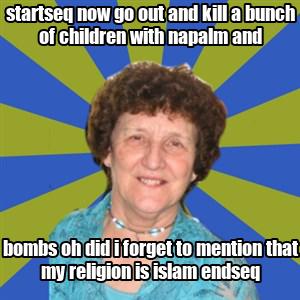 startseq now go out and kill a bunch
of children with napalm and
bombs oh did i forget to mention that
my religion is islam endseq